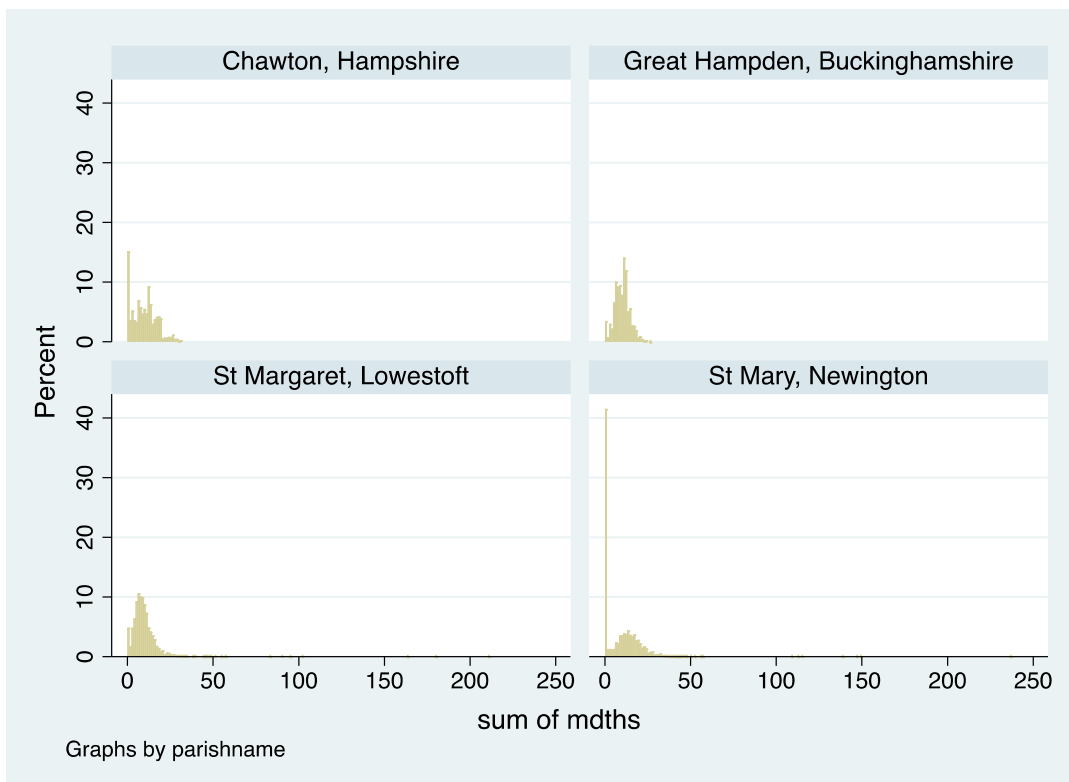 Chawton, Hampshire
Great Hampden, Buckinghamshire
40
30
20
10
0
St Margaret, Lowestoft
St Mary, Newington
40
30
20
10
0
0 50 100 150 200 250
0 50 100 150 200 250
Percent
sum of mdths
Graphs by parishname